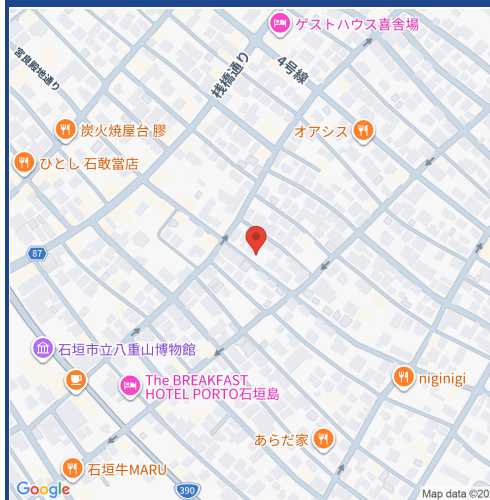 ゲストハウス喜舎場
宮良殿地通り
桟橋通り
4号線
炭火焼屋台 膠
オアシス
ひとし 石敢當店
87
石垣市立八重山博物館
The BREAKFAST
HOTEL PORTO石垣島
niginigi
あらだ家
石垣牛MARU
390
Google
Map data ©20